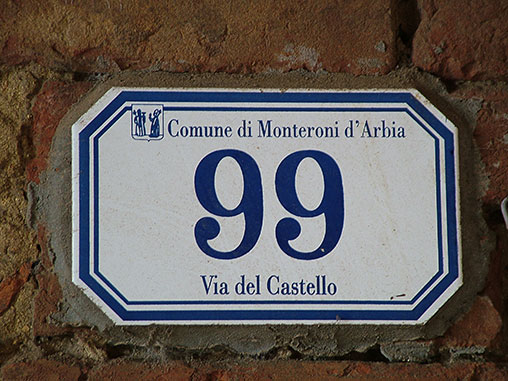 Comune di Monteroni d'Arbia
99
Via del Castello